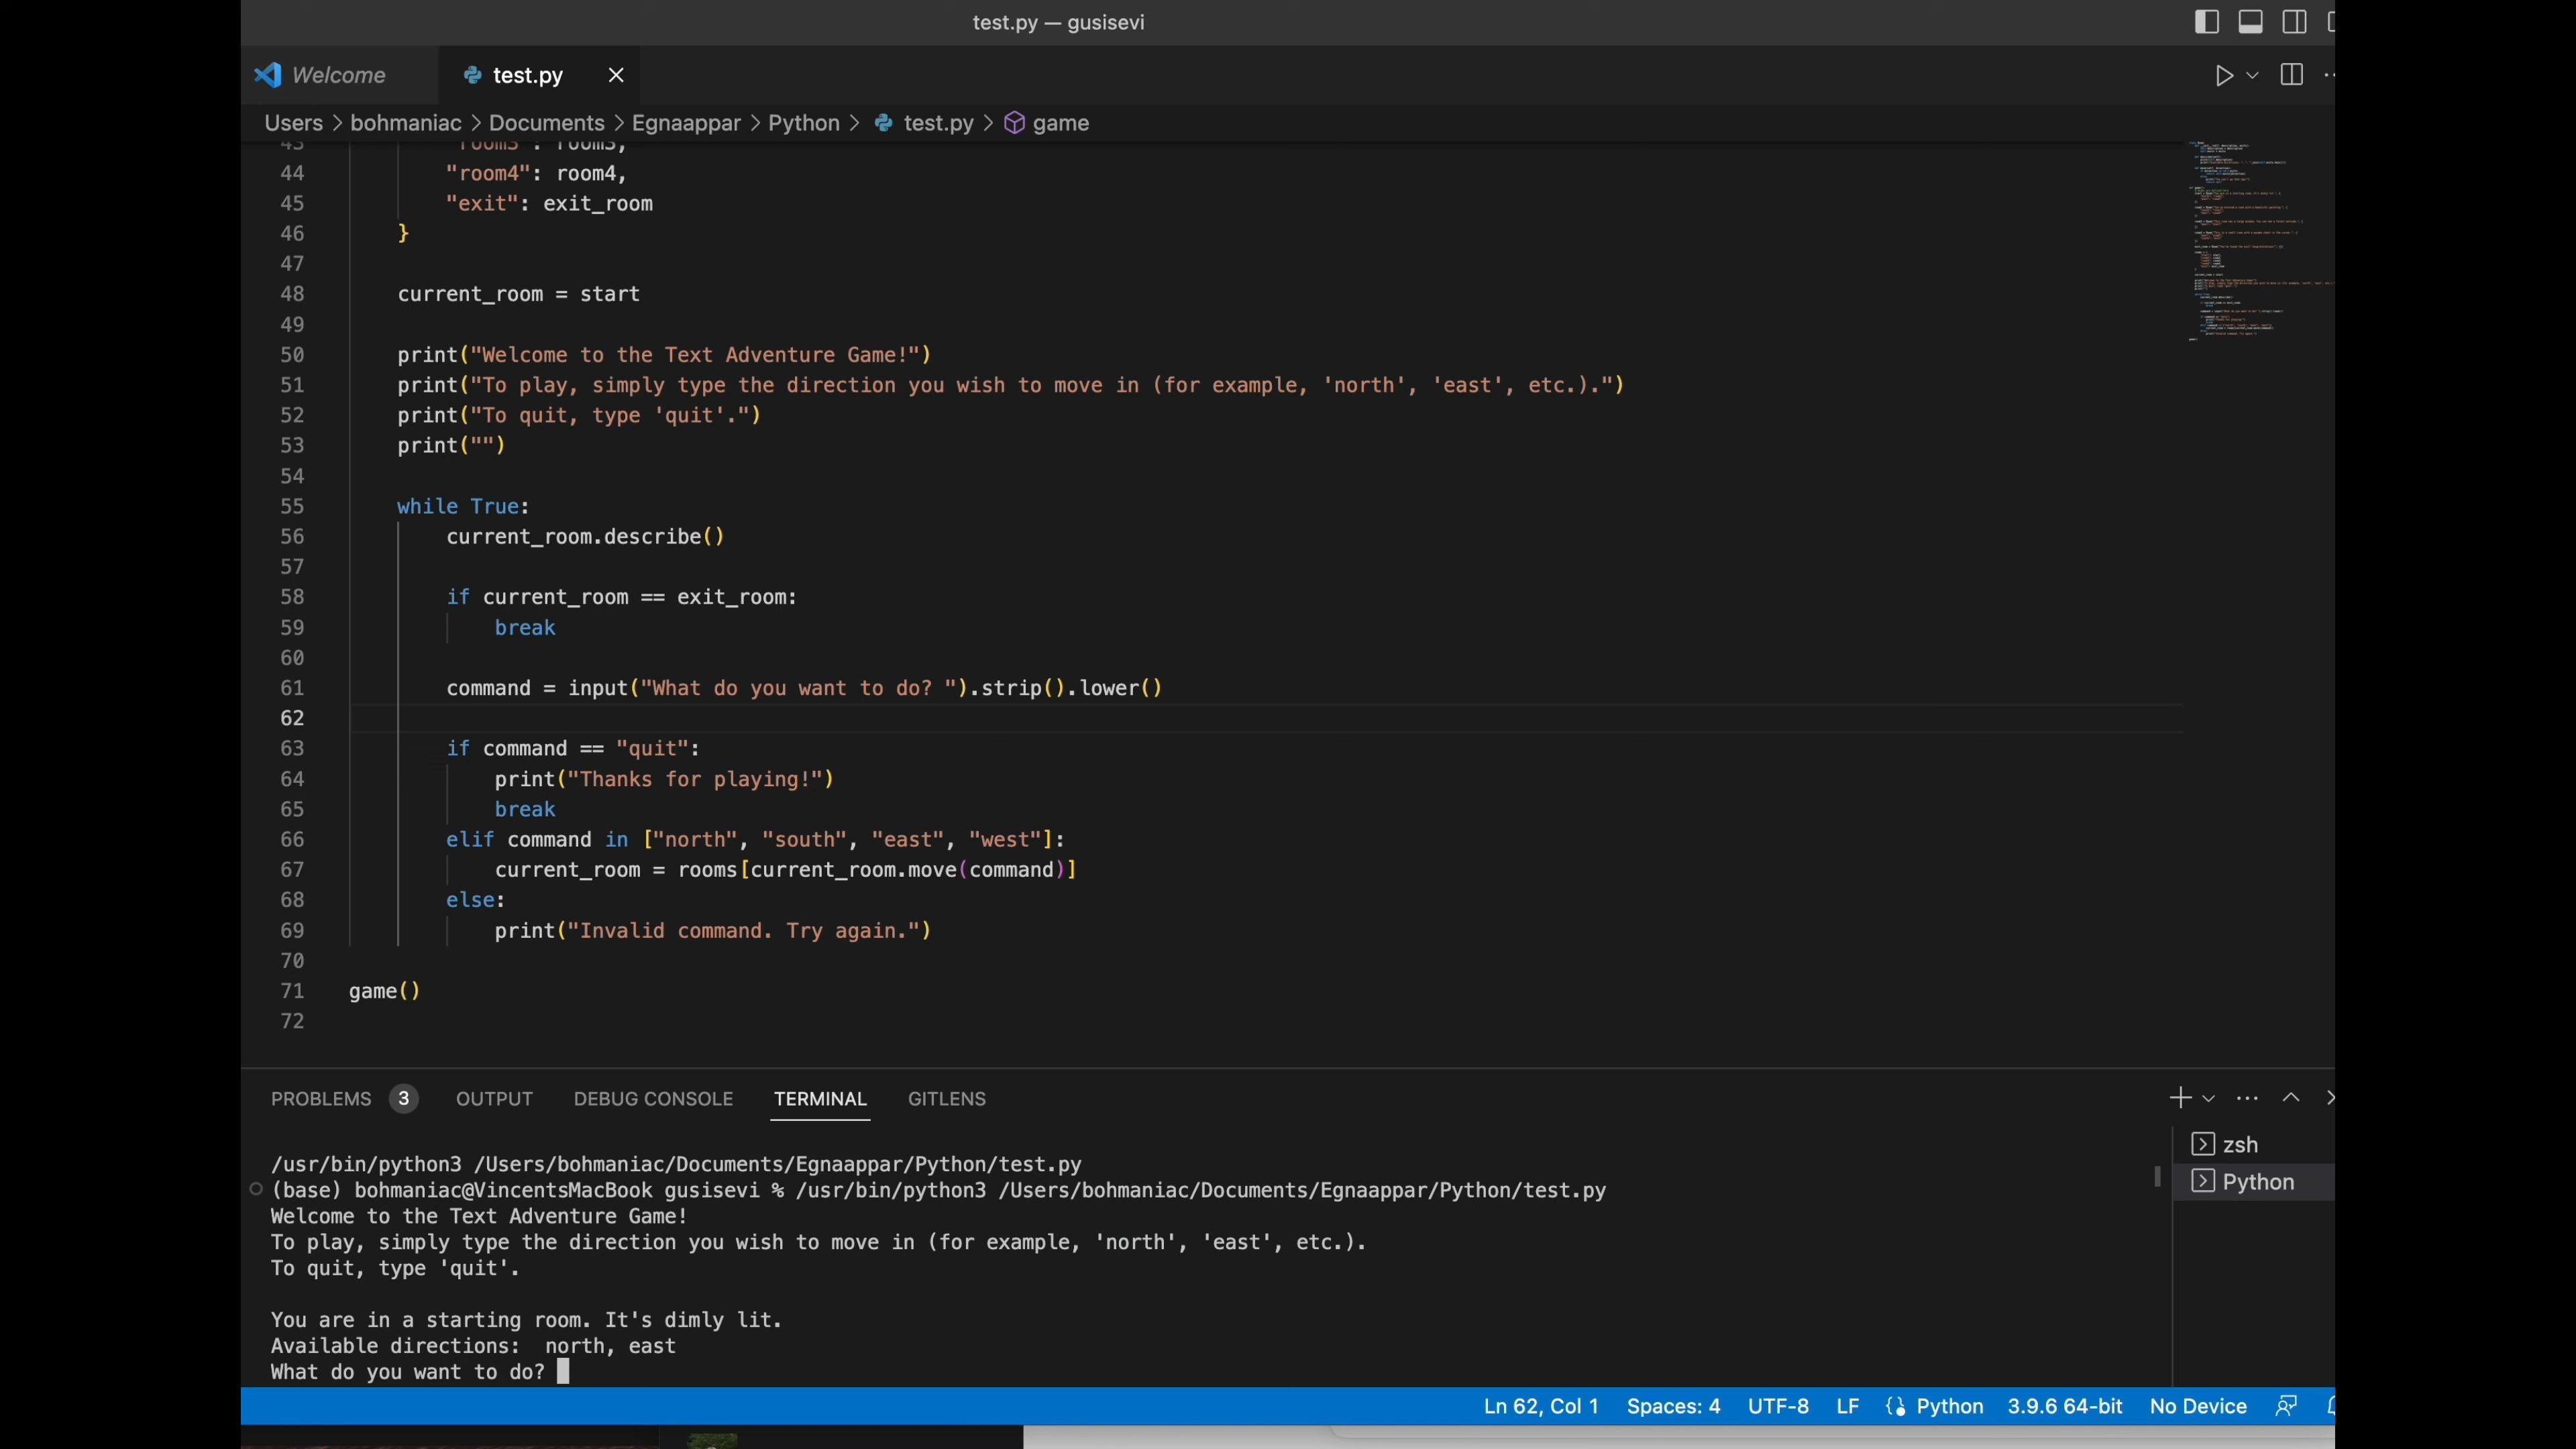 test.py — gusisevi
Welcome test.py
Users > bohmaniac > Documents > Egnaappar > Python > test.py > game
43 "room3": room3,
44 "room4": room4,
45 "exit": exit_room
46 }
47
48 current_room = start
49
50 print("Welcome to the Text Adventure Game!")
51 print("To play, simply type the direction you wish to move in (for example, 'north', 'east', etc.).")
52 print("To quit, type 'quit'.")
53 print("")
54
55 while True:
56 current_room.describe()
57
58 if current_room == exit_room:
59 break
60
61 command = input("What do you want to do? ").strip().lower()
62
63 if command == "quit":
64 print("Thanks for playing!")
65 break
66 elif command in ["north", "south", "east", "west"]:
67 current_room = rooms[current_room.move(command)]
68 else:
69 print("Invalid command. Try again.")
70
71 game()
72
PROBLEMS 3 OUTPUT DEBUG CONSOLE TERMINAL GITLENS
/usr/bin/python3 /Users/bohmaniac/Documents/Egnaappar/Python/test.py
(base) bohmaniac@VincentsMacBook gusisevi % /usr/bin/python3 /Users/bohmaniac/Documents/Egnaappar/Python/test.py
Welcome to the Text Adventure Game!
To play, simply type the direction you wish to move in (for example, 'north', 'east', etc.).
To quit, type 'quit'.
You are in a starting room. It's dimly lit.
Available directions:  north, east
What do you want to do?
zsh
Python
Ln 62, Col 1 Spaces: 4 UTF-8 LF Python 3.9.6 64-bit No Device